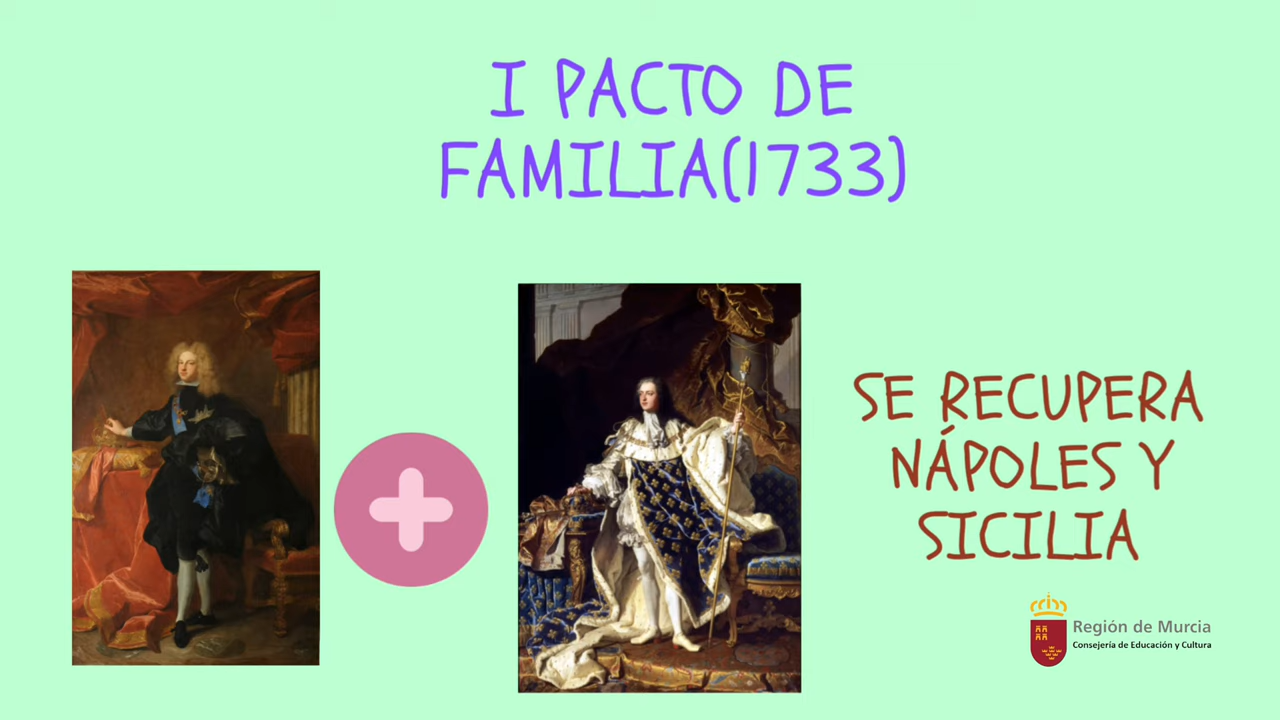 I PACTO DE
FAMILIA(1733)
SE RECUPERA
NÁPOLES Y
SICILIA
Región de Murcia
Consejería de Educación y Cultura